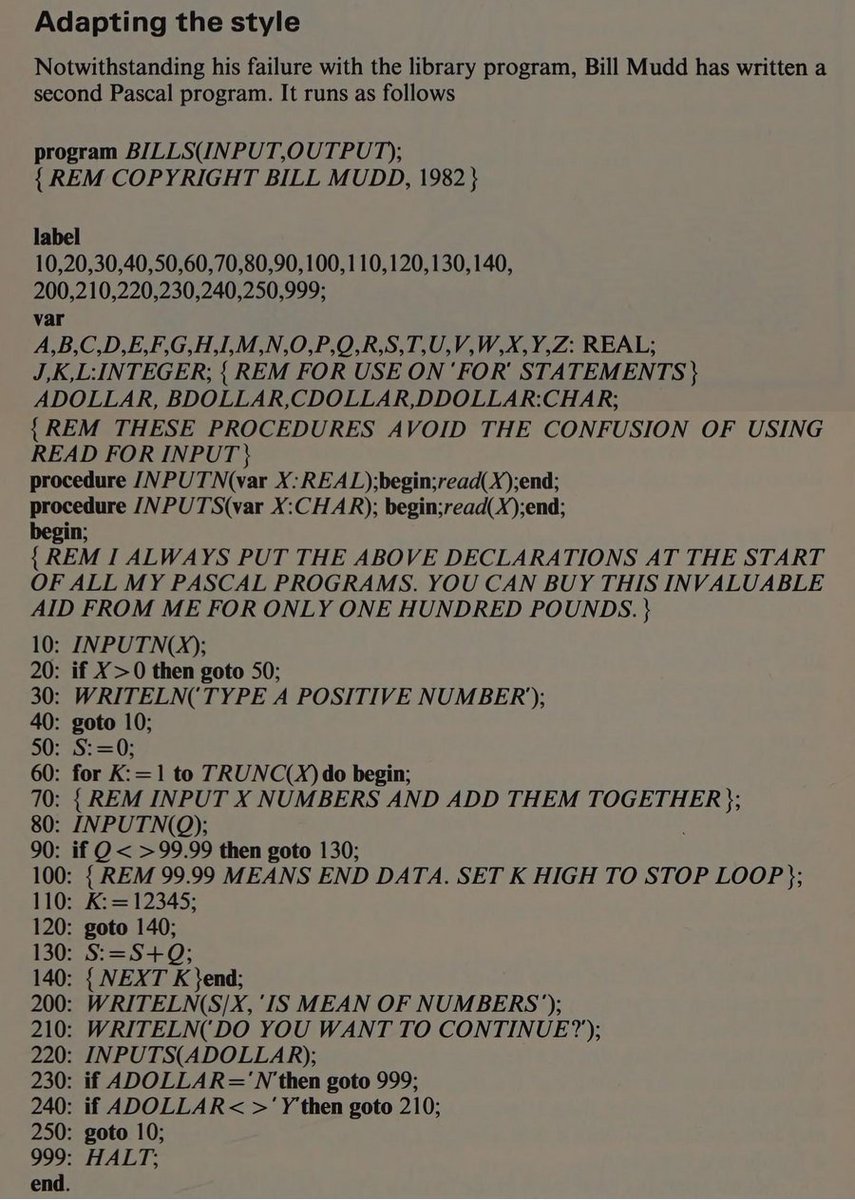 Adapting the style
Notwithstanding his failure with the library program, Bill Mudd has written a
second Pascal program. It runs as follows
program BILLS(INPUT,OUTPUT);
{ REM COPYRIGHT BILL MUDD, 1982 }
label
10,20,30,40,50,60,70,80,90,100,110,120,130,140,
200,210,220,230,240,250,999;
var
A,B,C,D,E,F,G,H,I,M,N,O,P,Q,R,S,T,U,V,W,X,Y,Z: REAL;
J,K,L:INTEGER; { REM FOR USE ON 'FOR' STATEMENTS }
ADOLLAR, BDOLLAR,CDOLLAR,DDOLLAR:CHAR;
{REM THESE PROCEDURES AVOID THE CONFUSION OF USING
READ FOR INPUT }
procedure INPUTN(var X:REAL);begin;read(X);end;
procedure INPUTS(var X:CHAR); begin;read(X);end;
begin;
{ REM I ALWAYS PUT THE ABOVE DECLARATIONS AT THE START
OF ALL MY PASCAL PROGRAMS. YOU CAN BUY THIS INVALUABLE
AID FROM ME FOR ONLY ONE HUNDRED POUNDS. }
10: INPUTN(X);
20: if X>0 then goto 50;
30: WRITELN('TYPE A POSITIVE NUMBER');
40: goto 10;
50: S:=0;
60: for K:=1 to TRUNC(X) do begin;
70: { REM INPUT X NUMBERS AND ADD THEM TOGETHER };
80: INPUTN(Q);
90: if Q< >99.99 then goto 130;
100: { REM 99.99 MEANS END DATA. SET K HIGH TO STOP LOOP };
110: K:=12345;
120: goto 140;
130: S:=S+Q;
140: { NEXT K }end;
200: WRITELN(S/X, 'IS MEAN OF NUMBERS');
210: WRITELN('DO YOU WANT TO CONTINUE?');
220: INPUTS(ADOLLAR);
230: if ADOLLAR='N'then goto 999;
240: if ADOLLAR< >'Y'then goto 210;
250: goto 10;
999: HALT;
end.